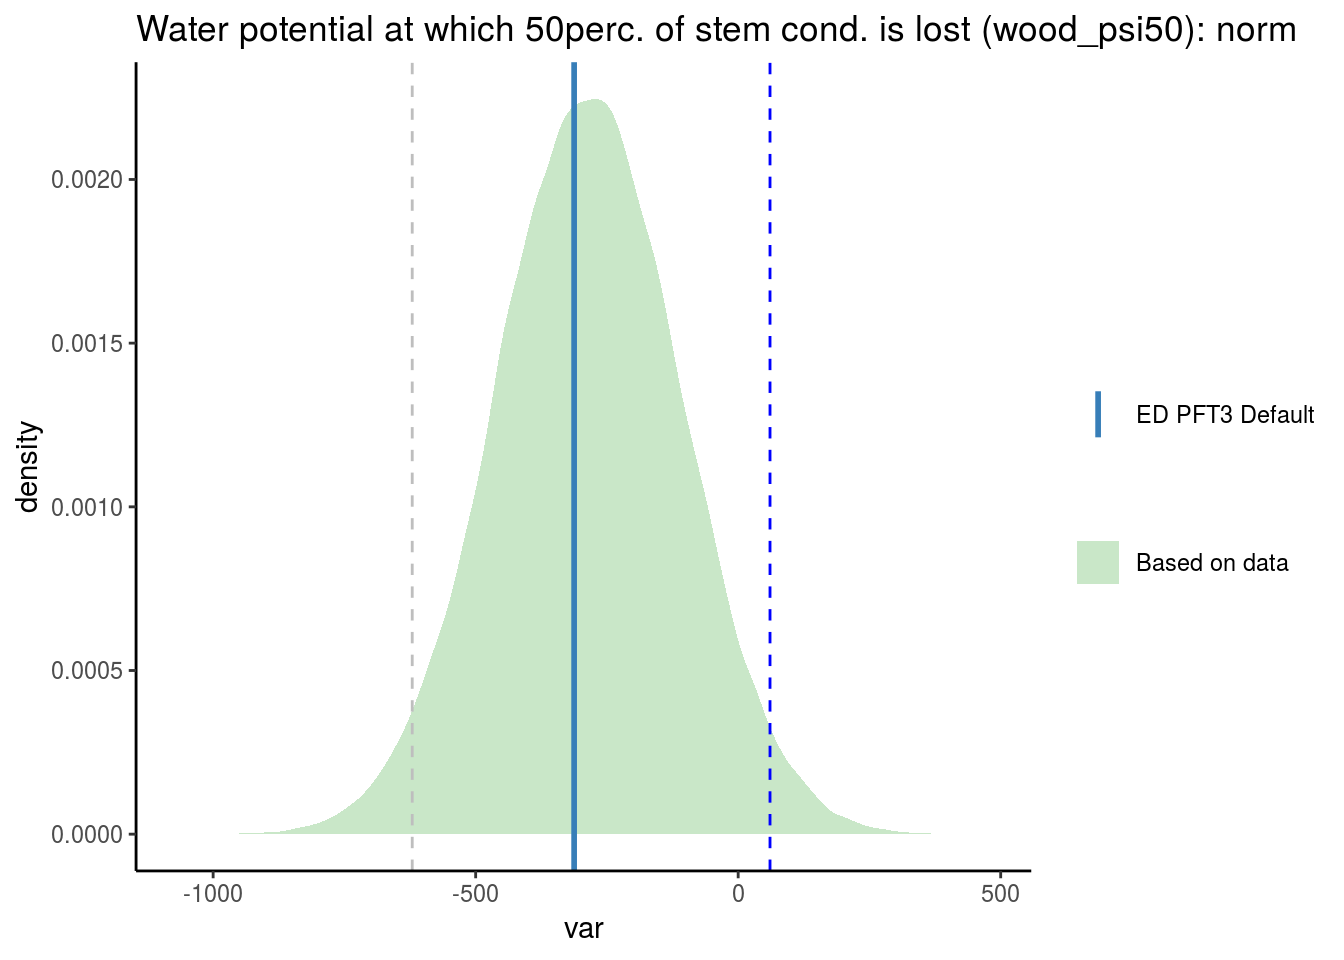 Water potential at which 50perc. of stem cond. is lost (wood_psi50): norm
0.0020
0.0015
0.0010
0.0005
0.0000
density
-1000
-500
0
500
var
ED PFT3 Default
Based on data